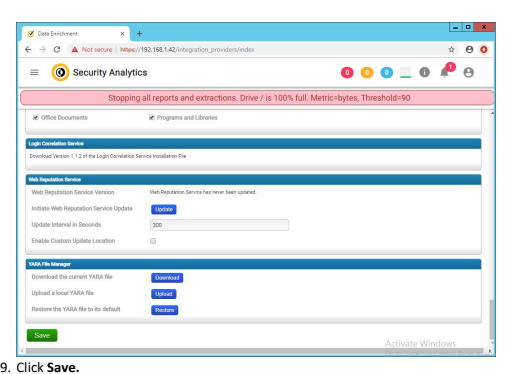 Data Enrichment
Not secure | https://192.168.1.42/integration_providers/index
Security Analytics
0 0 0 1
Stopping all reports and extractions. Drive / is 100% full. Metric=bytes, Threshold=90
Office Documents Programs and Libraries
Login Correlation Service
Download Version 1.1.2 of the Login Correlation Service Installation File
Web Reputation Service
Web Reputation Service Version Web Reputation Service has never been updated.
Initiate Web Reputation Service Update Update
Update Interval in Seconds 300
Enable Custom Update Location
YARA File Manager
Download the current YARA file Download
Upload a local YARA file Upload
Restore the YARA file to its default Restore
Save
Activate Windows
9. Click Save.